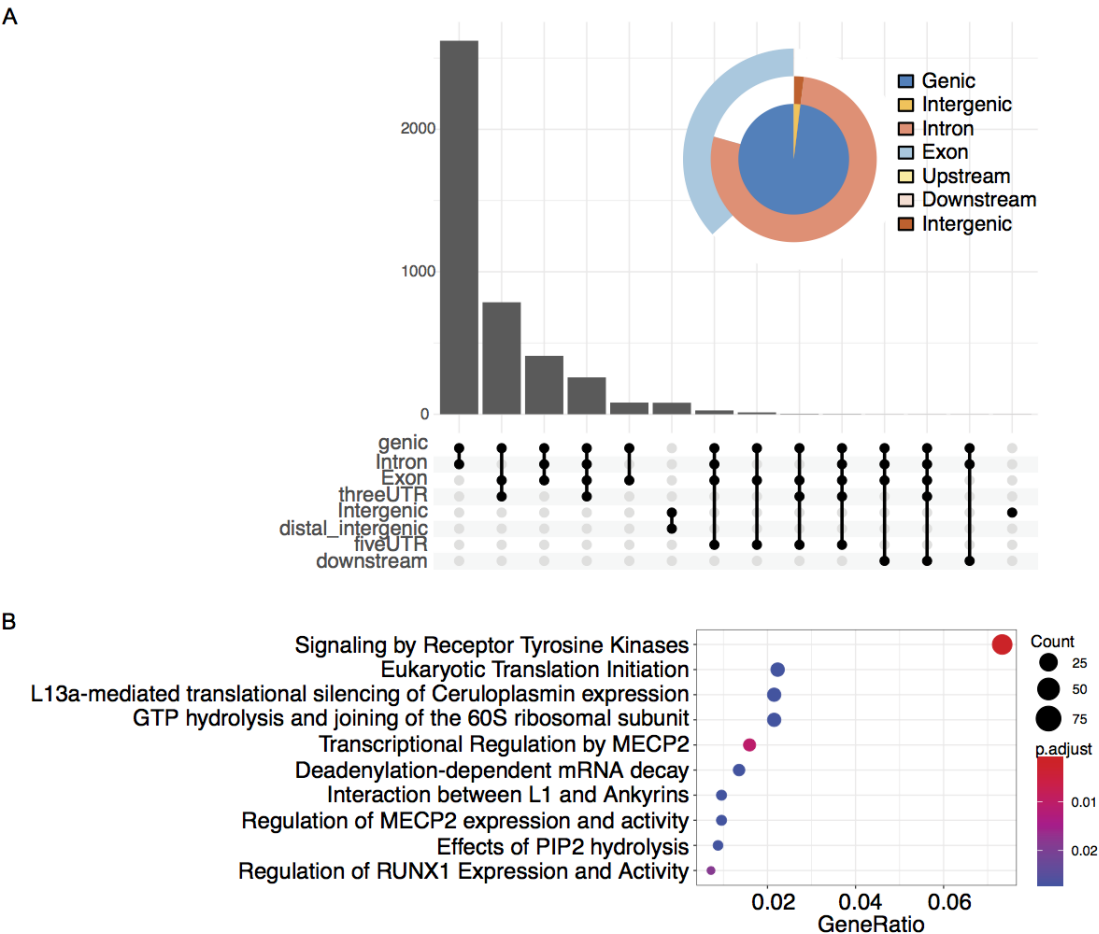 A
2000
1000
0
Genic
Intergenic
Intron
Exon
Upstream
Downstream
Intergenic
genic
Intron
Exon
threeUTR
Intergenic
distal_intergenic
fiveUTR
downstream
B
Signaling by Receptor Tyrosine Kinases
Eukaryotic Translation Initiation
L13a-mediated translational silencing of Ceruloplasmin expression
GTP hydrolysis and joining of the 60S ribosomal subunit
Transcriptional Regulation by MECP2
Deadenylation-dependent mRNA decay
Interaction between L1 and Ankyrins
Regulation of MECP2 expression and activity
Effects of PIP2 hydrolysis
Regulation of RUNX1 Expression and Activity
0.02 0.04 0.06
GeneRatio
Count
25
50
75
p.adjust
0.01
0.02